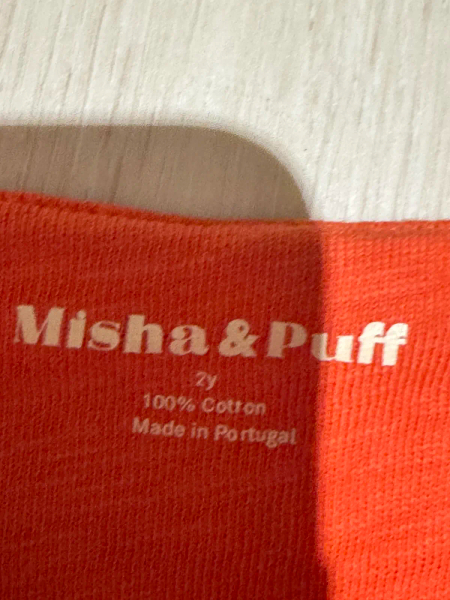 Misha & Puff
2y
100% Cotton
Made in Portugal